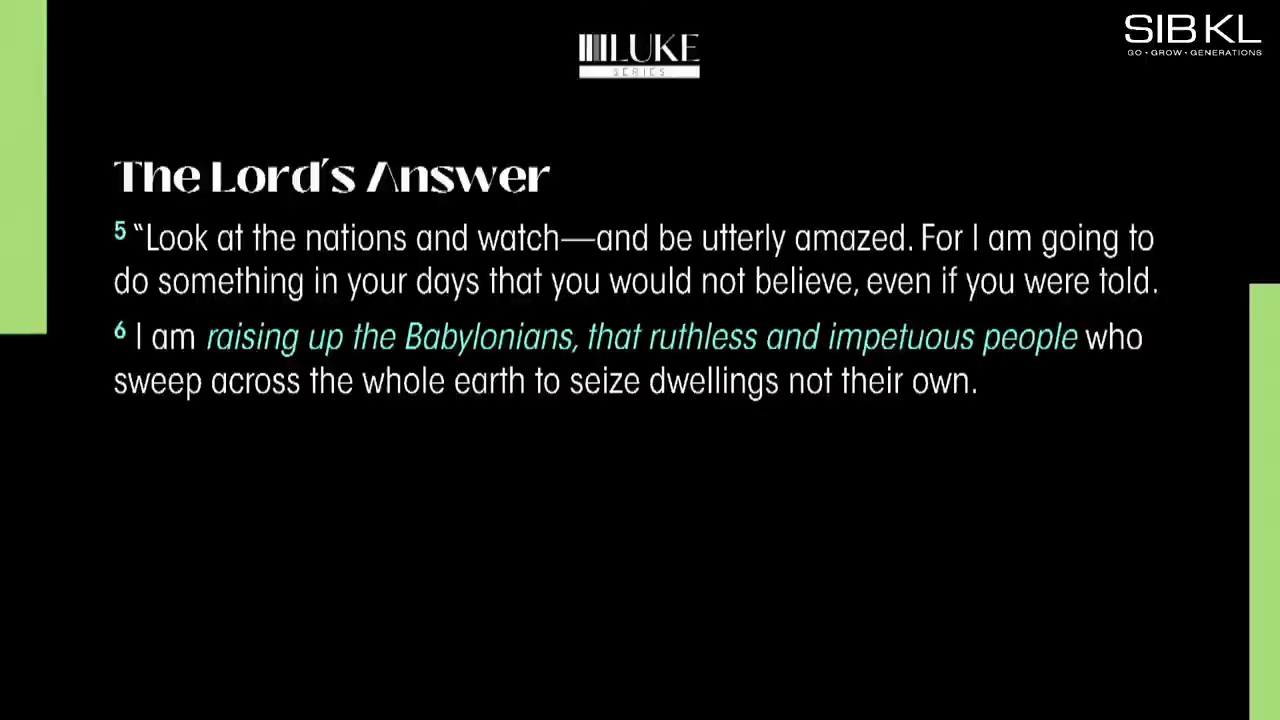 LUKE
SERIES
SIBKL
GO • GROW • GENERATIONS
The Lord's Answer
5 “Look at the nations and watch—and be utterly amazed. For I am going to
do something in your days that you would not believe, even if you were told.
6 I am raising up the Babylonians, that ruthless and impetuous people who
sweep across the whole earth to seize dwellings not their own.